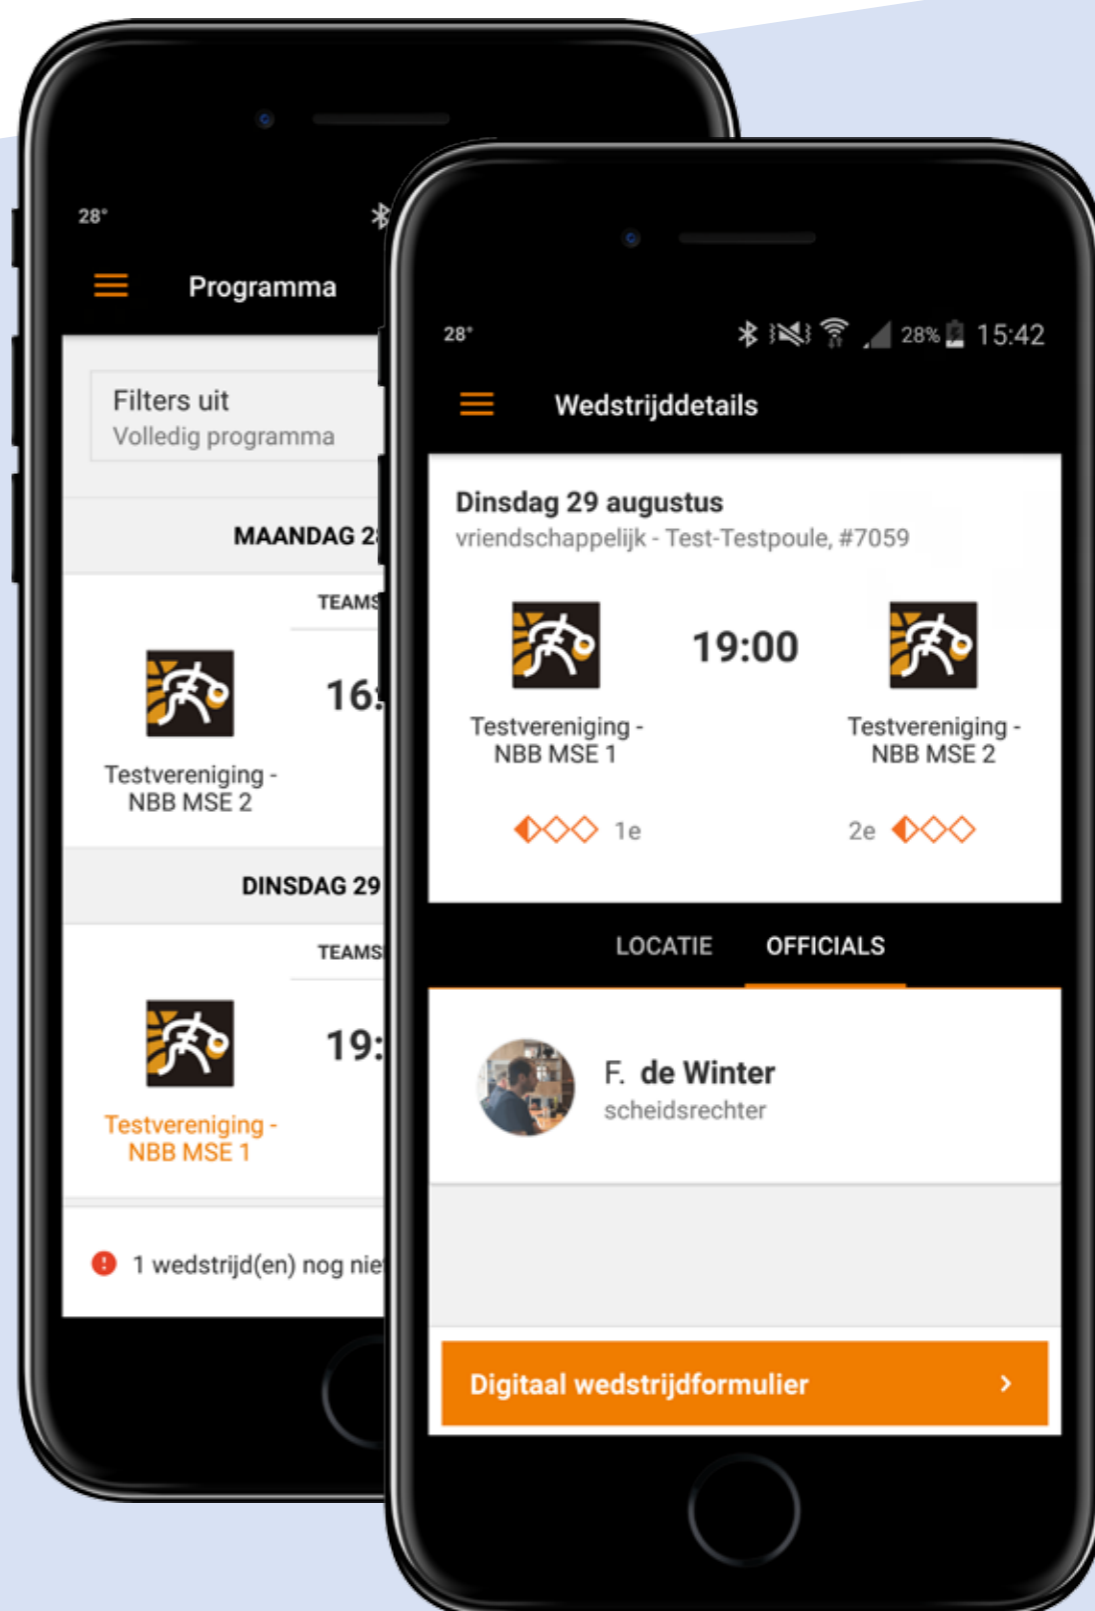 28°
Programma
Filters uit
Volledig programma
MAANDAG
TEAMS
16:
Testvereniging -
NBB MSE 2
DINSDAG 29
TEAMS
19:
Testvereniging -
NBB MSE 1
1 wedstrijd(en) nog
28°
28%
15:42
Wedstrijddetails
Dinsdag 29 augustus
vriendschappelijk - Test-Testpoule, #7059
19:00
Testvereniging -
NBB MSE 1
Testvereniging -
NBB MSE 2
1e
2e
LOCATIE
OFFICIALS
F. de Winter
scheidsrechter
Digitaal wedstrijdformulier